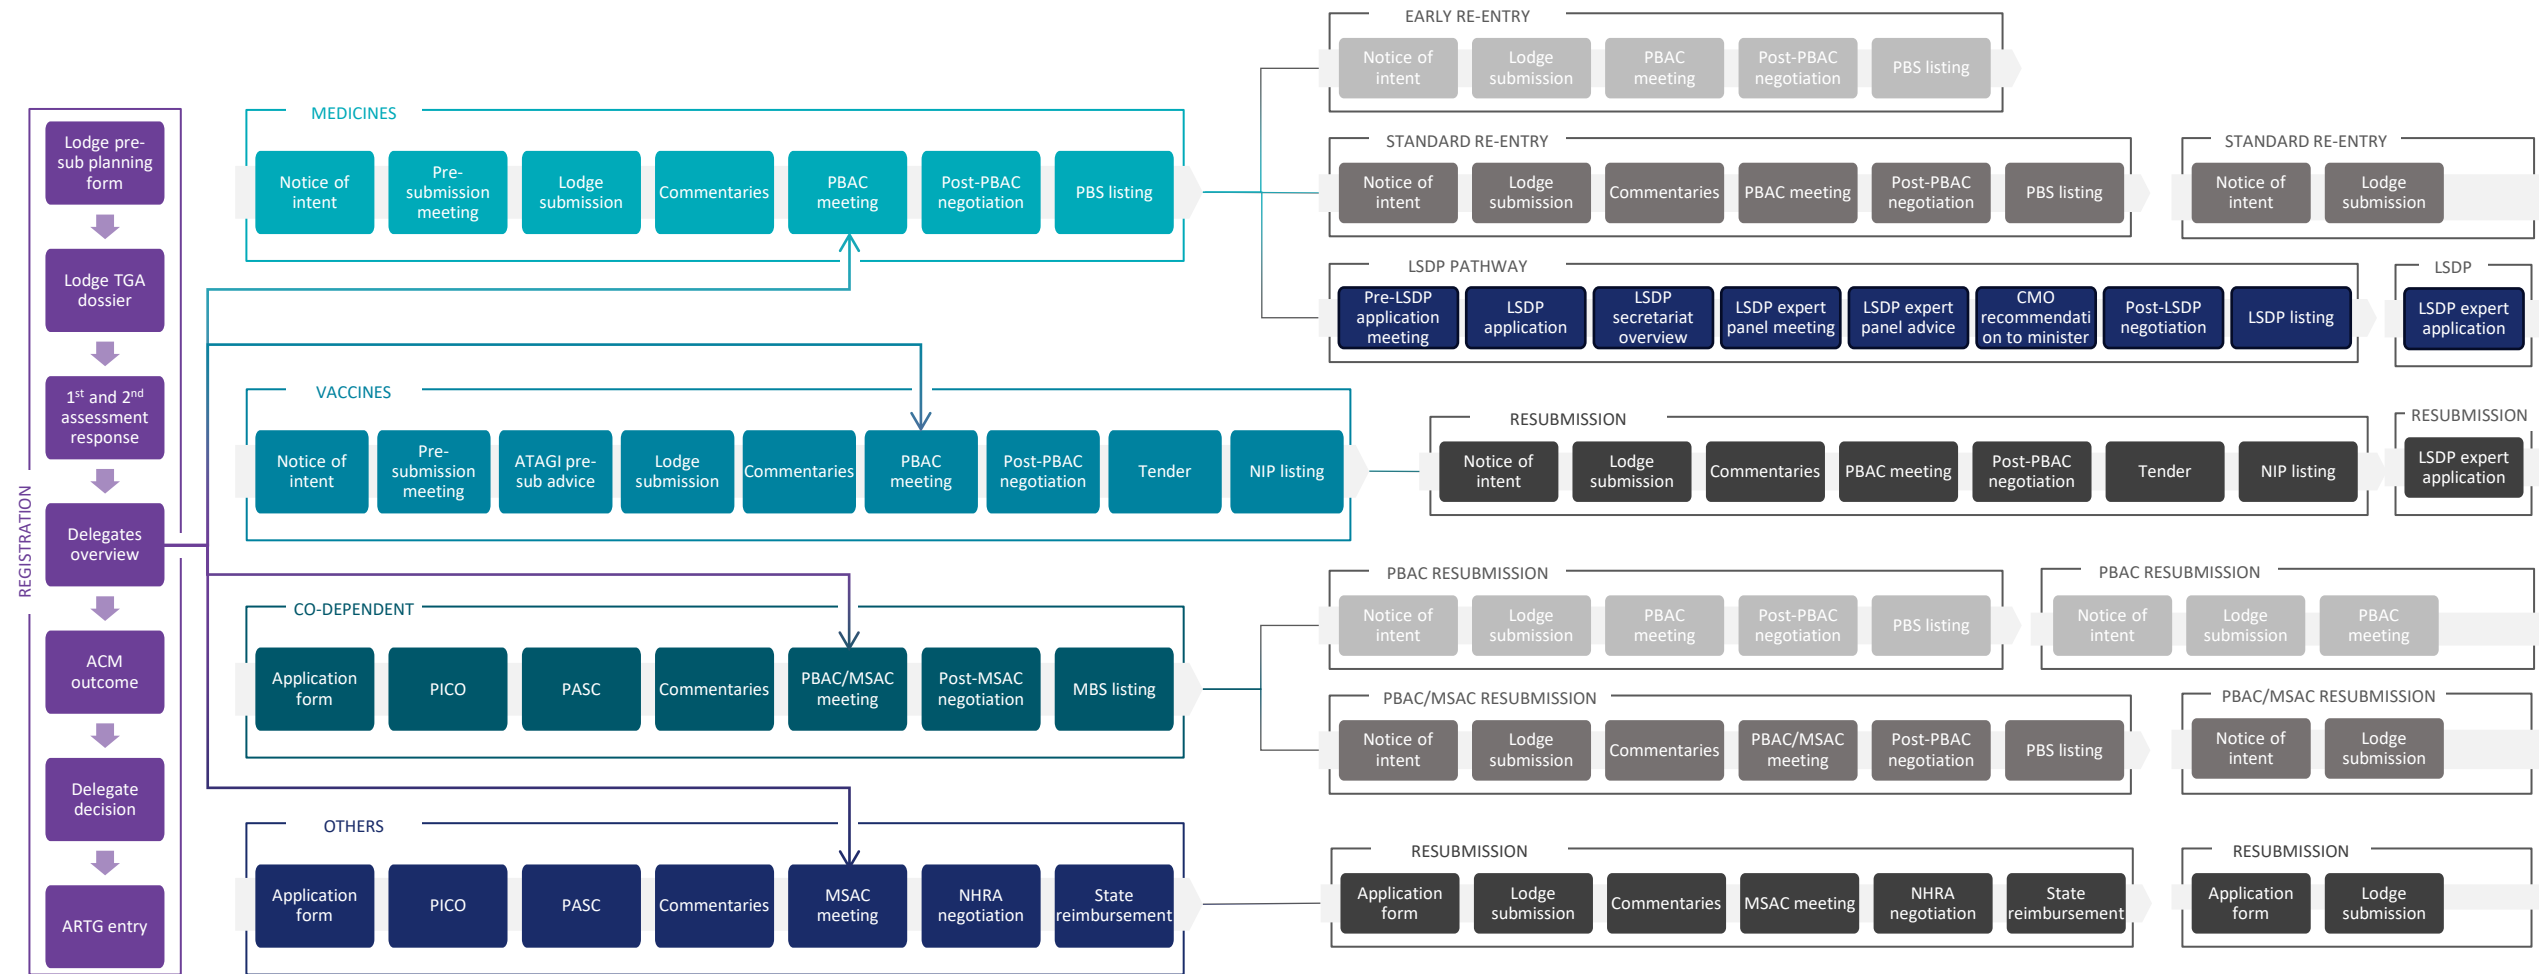 REGISTRATION
Lodge pre-
sub planning
form
Lodge TGA
dossier
1st and 2nd
assessment
response
Delegates
overview
ACM
outcome
Delegate
decision
ARTG entry
MEDICINES
Notice of
intent
Pre-
submission
meeting
Lodge
submission
Commentaries
PBAC
meeting
Post-PBAC
negotiation
PBS listing
EARLY RE-ENTRY
Notice of
intent
Lodge
submission
PBAC
meeting
Post-PBAC
negotiation
PBS listing
STANDARD RE-ENTRY
Notice of
intent
Lodge
submission
Commentaries
PBAC meeting
Post-PBAC
negotiation
PBS listing
STANDARD RE-ENTRY
Notice of
intent
Lodge
submission
LSDP PATHWAY
Pre-LSDP
application
meeting
LSDP
application
LSDP
secretariat
overview
LSDP expert
panel meeting
LSDP expert
panel advice
CMO
recommendati
on to minister
Post-LSDP
negotiation
LSDP listing
LSDP
LSDP expert
application
VACCINES
Notice of
intent
Pre-
submission
meeting
ATAGI pre-
sub advice
Lodge
submission
Commentaries
PBAC
meeting
Post-PBAC
negotiation
Tender
NIP listing
RESUBMISSION
Notice of
intent
Lodge
submission
Commentaries
PBAC meeting
Post-PBAC
negotiation
Tender
NIP listing
RESUBMISSION
LSDP expert
application
CO-DEPENDENT
Application
form
PICO
PASC
Commentaries
PBAC/MSAC
meeting
Post-MSAC
negotiation
MBS listing
PBAC RESUBMISSION
Notice of
intent
Lodge
submission
PBAC
meeting
Post-PBAC
negotiation
PBS listing
PBAC RESUBMISSION
Notice of
intent
Lodge
submission
PBAC
meeting
PBAC/MSAC RESUBMISSION
Notice of
intent
Lodge
submission
Commentaries
PBAC/MSAC
meeting
Post-PBAC
negotiation
PBS listing
PBAC/MSAC RESUBMISSION
Notice of
intent
Lodge
submission
OTHERS
Application
form
PICO
PASC
Commentaries
MSAC
meeting
NHRA
negotiation
State
reimbursement
RESUBMISSION
Application
form
Lodge
submission
Commentaries
MSAC meeting
NHRA
negotiation
State
reimbursement
RESUBMISSION
Application
form
Lodge
submission